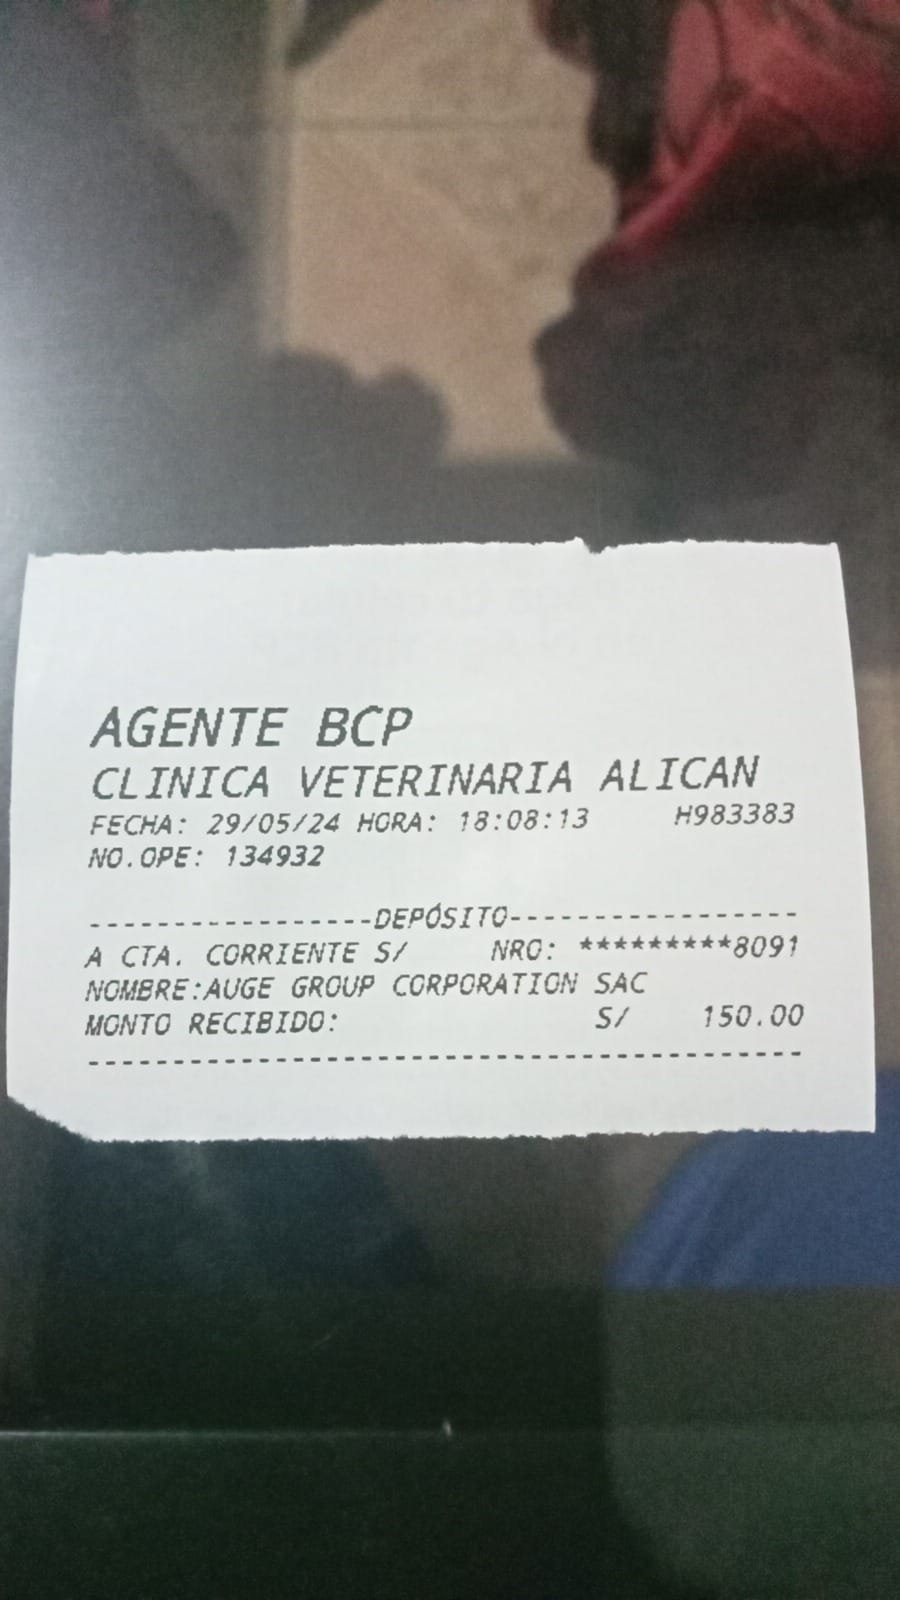 AGENTE BCP
CLINICA VETERINARIA ALICAN
FECHA: 29/05/24 HORA: 18:08:13 H983383
NO.OPE: 134932
-----------------DEPÓSITO-----------------
A CTA. CORRIENTE S/ NRO: *********8091
NOMBRE:AUGE GROUP CORPORATION SAC
MONTO RECIBIDO: S/ 150.00
------------------------------------------